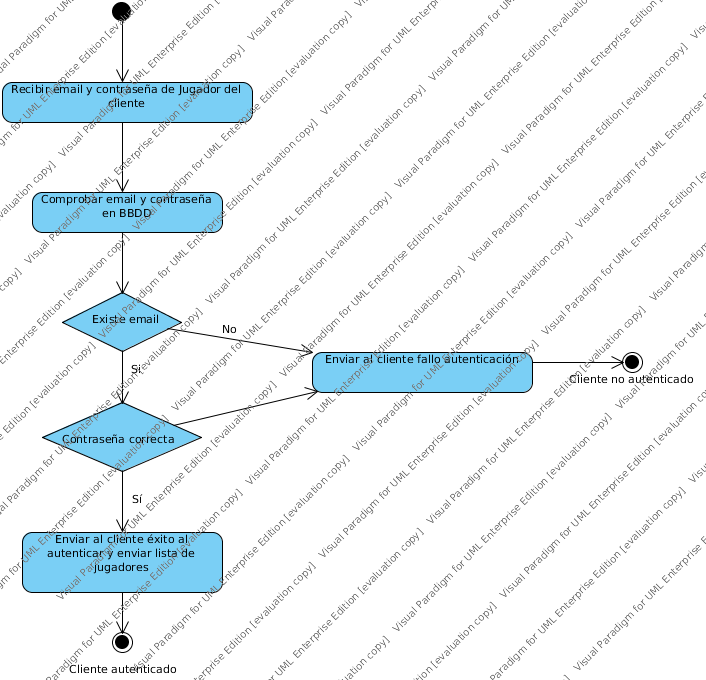 Recibir email y contraseña de Jugador del
cliente
Comprobar email y contraseña
en BBDD
Existe email
No
Enviar al cliente fallo autenticación
Cliente no autenticado
Si
Contraseña correcta
Sí
Enviar al cliente éxito al
autenticar y enviar lista de
jugadores
Cliente autenticado
Visual Paradigm for UML Enterprise Edition [evaluation copy]